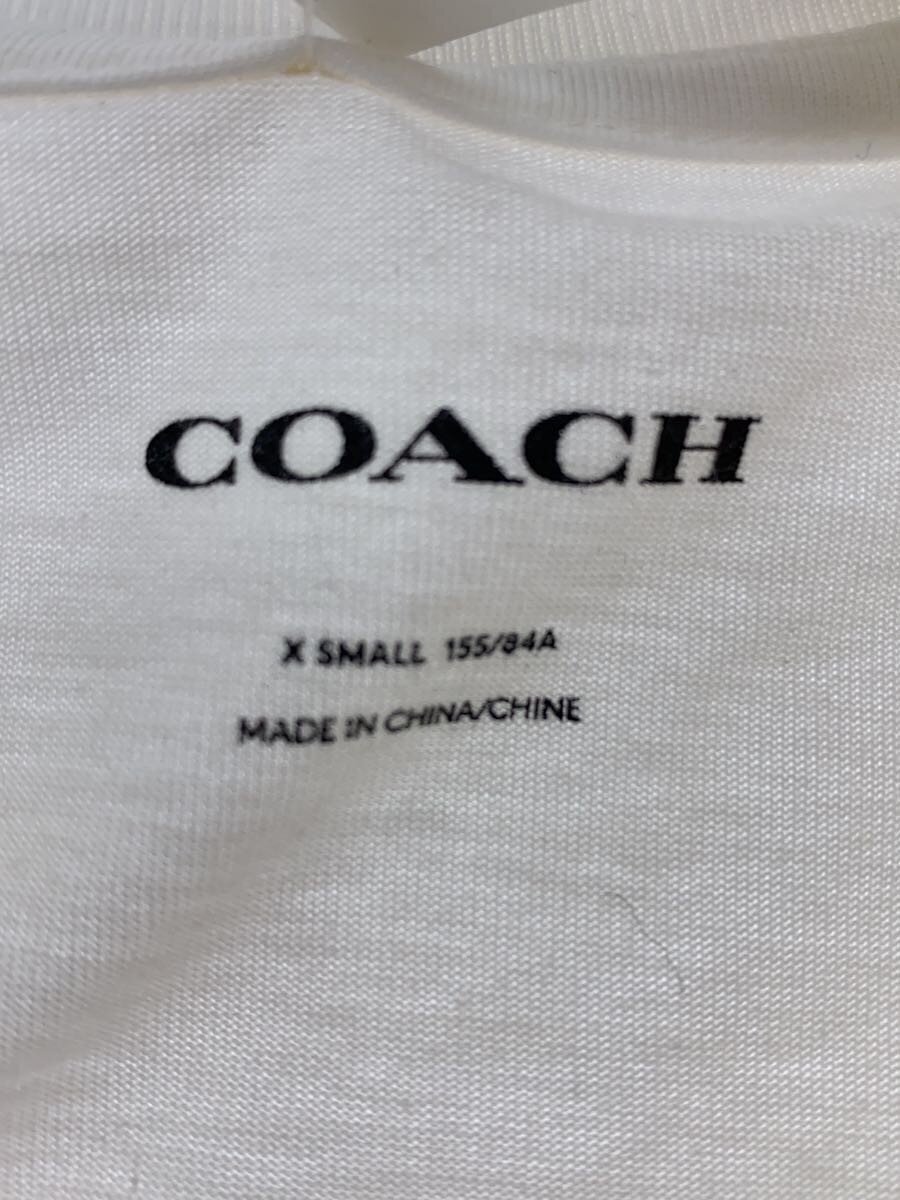 COACH
X SMALL 155/84A
MADE IN CHINA/CHINE